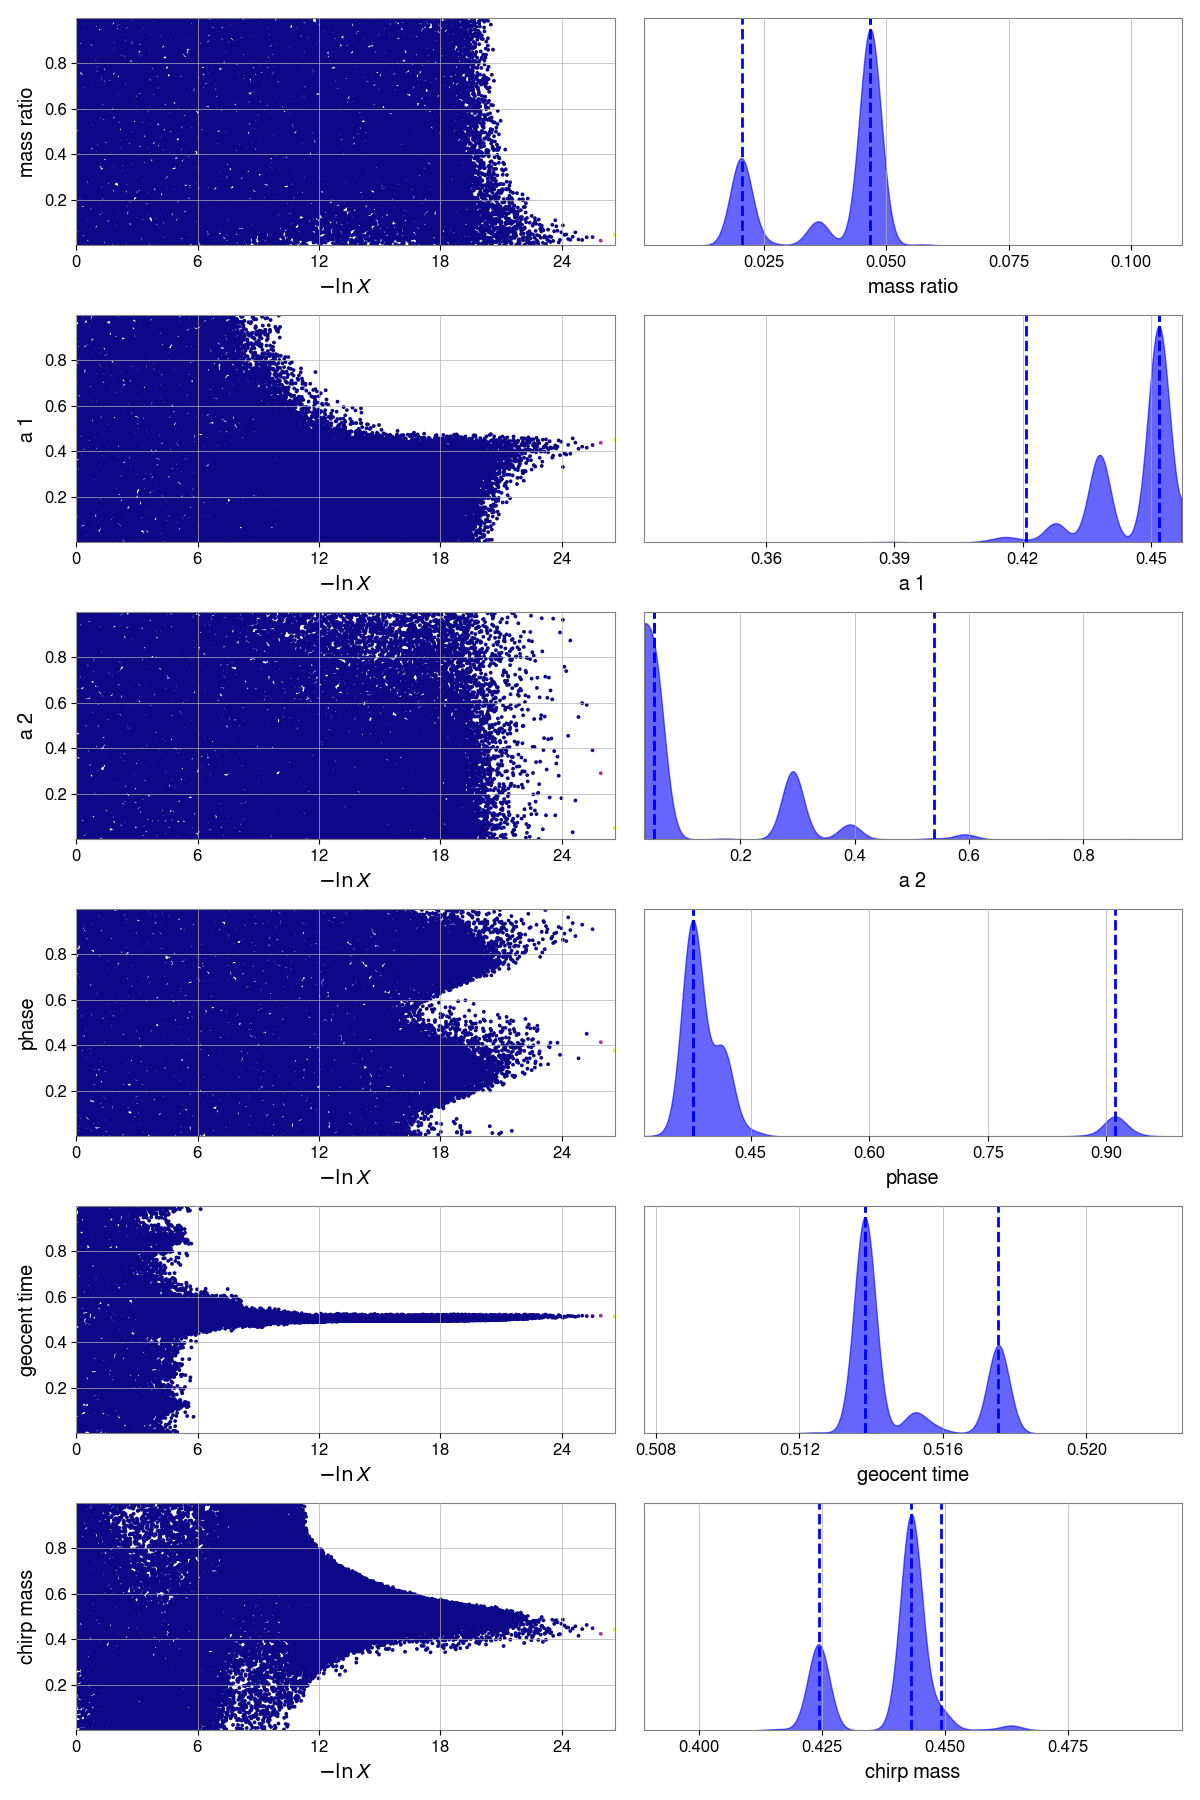 mass ratio
0.8
0.6
0.4
0.2
0 6 12 18 24
−ln X
0.025 0.050 0.075 0.100
mass ratio
a 1
0.8
0.6
0.4
0.2
0 6 12 18 24
−ln X
0.36 0.39 0.42 0.45
a 1
a 2
0.8
0.6
0.4
0.2
0 6 12 18 24
−ln X
0.2 0.4 0.6 0.8
a 2
phase
0.8
0.6
0.4
0.2
0 6 12 18 24
−ln X
0.45 0.60 0.75 0.90
phase
geocent time
0.8
0.6
0.4
0.2
0 6 12 18 24
−ln X
0.508 0.512 0.516 0.520
geocent time
chirp mass
0.8
0.6
0.4
0.2
0 6 12 18 24
−ln X
0.400 0.425 0.450 0.475
chirp mass